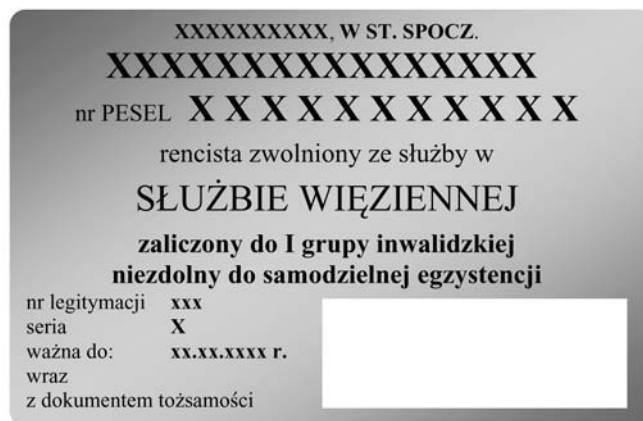 XXXXXXXXXX, W ST. SPOCZ.
XXXXXXXXXXXXXXXX
nr PESEL X X X X X X X X X X X
rencista zwolniony ze służby w
SŁUŻBIE WIĘZIENNEJ
zaliczony do I grupy inwalidzkiej
niezdolny do samodzielnej egzystencji
nr legitymacji xxx
seria X
ważna do: xx.xx.xxxx r.
wraz
z dokumentem tożsamości